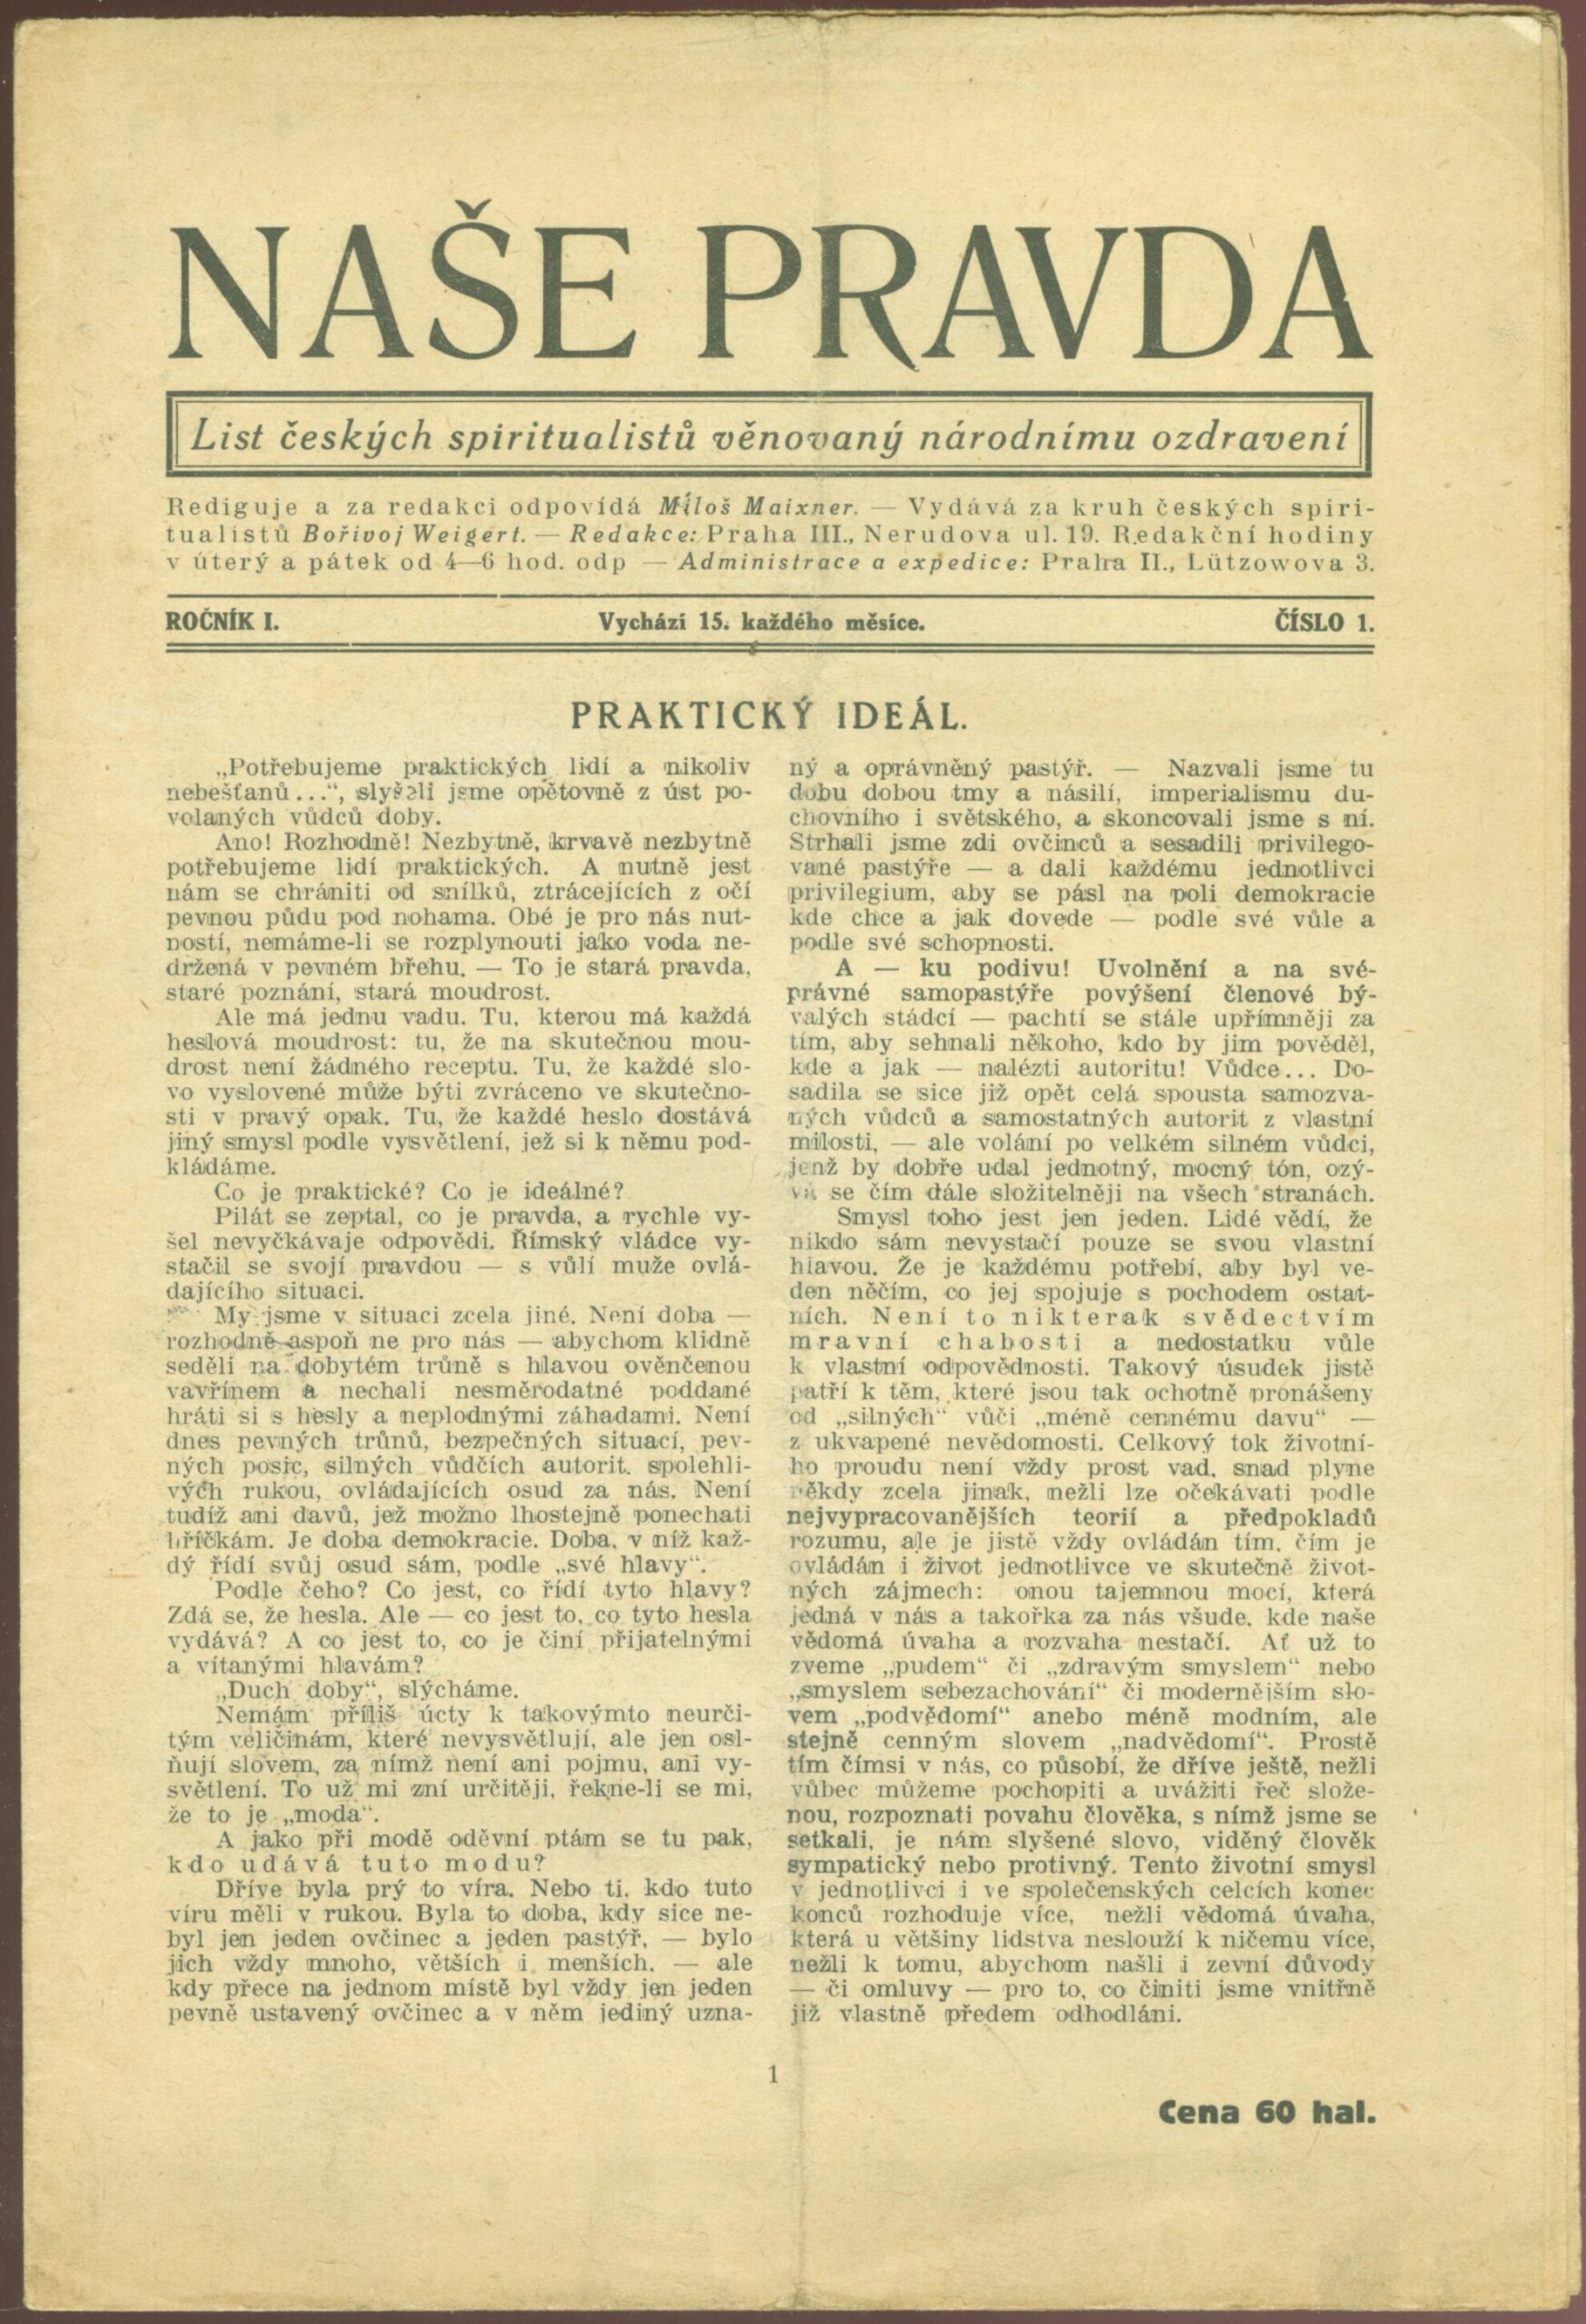 NAŠE PRAVDA
List českých spiritualistů věnovaný národnímu ozdravení
Rediguje a za redakci odpovídá Miloš Maixner. — Vydává za kruh českých spiri-
tualistů Bořivoj Weigert. — Redakce: Praha III., Nerudova ul. 19. Redakční hodiny
v úterý a pátek od 4—6 hod. odp — Administrace a expedice: Praha II., Lützowova 3.
ROČNÍK I. Vychází 15. každého měsíce. ČÍSLO 1.
PRAKTICKÝ IDEÁL.
„Potřebujeme praktických lidí a nikoliv
nebešťanů...“, slyšeli jsme opětovně z úst po-
volaných vůdců doby.
Ano! Rozhodně! Nezbytně, krvavě nezbytně
potřebujeme lidí praktických. A nutně jest
nám se chrániti od snílků, ztrácejících z očí
pevnou půdu pod nohama. Obé je pro nás nut-
ností, nemáme-li se rozplynouti jako voda ne-
držená v pevném břehu. — To je stará pravda,
staré poznání, stará moudrost.
Ale má jednu vadu. Tu, kterou má každá
heslová moudrost: tu, že na skutečnou mou-
drost není žádného receptu. Tu, že každé slo-
vo vyslovené může býti zvráceno ve skutečno-
sti v pravý opak. Tu, že každé heslo dostává
jiný smysl podle vysvětlení, jež si k němu pod-
kládáme.
Co je praktické? Co je ideálné?
Pilát se zeptal, co je pravda, a rychle vy-
šel nevyčkávaje odpovědi. Římský vládce vy-
stačil se svojí pravdou — s vůlí muže ovlá-
dajícího situaci.
My jsme v situaci zcela jiné. Není doba —
rozhodně aspoň ne pro nás — abychom klidně
seděli na dobytém trůně s hlavou ověnčenou
vavřínem a nechali nesměrodatné poddané
hráti si s hesly a neplodnými záhadami. Není
dnes pevných trůnů, bezpečných situací, pev-
ných posic, silných vůdčích autorit, spolehli-
vých rukou, ovládajících osud za nás. Není
tudíž ani davů, jež možno lhostejně ponechati
hříčkám. Je doba demokracie. Doba, v níž kaž-
dý řídí svůj osud sám, podle „své hlavy“.
Podle čeho? Co jest, co řídí tyto hlavy?
Zdá se, že hesla. Ale — co jest to, co tyto hesla
vydává? A co jest to, co je činí přijatelnými
a vítanými hlavám?
„Duch doby“, slýcháme.
Nemám příliš úcty k takovýmto neurči-
tým veličinám, které nevysvětlují, ale jen osl-
ňují slovem, za nímž není ani pojmu, ani vy-
světlení. To už mi zní určitěji, řekne-li se mi,
že to je „moda“.
A jako při modě oděvní ptám se tu pak,
kdo udává tuto modu?
Dříve byla prý to víra. Nebo ti, kdo tuto
víru měli v rukou. Byla to doba, kdy sice ne-
byl jen jeden ovčinec a jeden pastýř, — bylo
jich vždy mnoho, větších i menších, — ale
kdy přece na jednom místě byl vždy jen jeden
pevně ustavený ovčinec a v něm jediný uzna-
ný a oprávněný pastýř. — Nazvali jsme tu
dobu dobou tmy a násilí, imperialismu du-
chovního i světského, a skoncovali jsme s ní.
Strhali jsme zdi ovčinců a sesadili privilego-
vané pastýře — a dali každému jednotlivci
privilegium, aby se pásl na poli demokracie
kde chce a jak dovede — podle své vůle a
podle své schopnosti.
A — ku podivu! Uvolnění a na své-
právné samopastýře povýšení členové bý-
valých stádcí — pachtí se stále upřímněji za
tím, aby sehnali někoho, kdo by jim pověděl,
kde a jak — nalézti autoritu! Vůdce... Do-
sadila se sice již opět celá spousta samozva-
ných vůdců a samostatných autorit z vlastní
milosti, — ale volání po velkém silném vůdci,
jenž by dobře udal jednotný, mocný tón, ozý-
vá se čím dále složitelněji na všech stranách.
Smysl toho jest jen jeden. Lidé vědí, že
nikdo sám nevystačí pouze se svou vlastní
hlavou. Že je každému potřebí, aby byl ve-
den něčím, co jej spojuje s pochodem ostat-
ních. Není to nikterak svědectvím
mravní chabosti a nedostatku vůle
k vlastní odpovědnosti. Takový úsudek jistě
patří k těm, které jsou tak ochotně pronášeny
od „silných“ vůči „méně cennému davu“ —
z ukvapené nevědomosti. Celkový tok životní-
ho proudu není vždy prost vad, snad plyne
někdy zcela jinak, nežli lze očekávati podle
nejvypracovanějších teorií a předpokladů
rozumu, ale je jistě vždy ovládán tím, čím je
ovládán i život jednotlivce ve skutečně život-
ných zájmech: onou tajemnou mocí, která
jedná v nás a takořka za nás všude, kde naše
vědomá úvaha a rozvaha nestačí. Ať už to
zveme „pudem“ či „zdravým smyslem“ nebo
„smyslem sebezachování“ či modernějším slo-
vem „podvědomí“ anebo méně modním, ale
stejně cenným slovem „nadvědomí“. Prostě
tím čímsi v nás, co působí, že dříve ještě, nežli
vůbec můžeme pochopiti a uvážiti řeč slože-
nou, rozpoznati povahu člověka, s nímž jsme se
setkali, je nám slyšené slovo, viděný člověk
sympatický nebo protivný. Tento životní smysl
v jednotlivci i ve společenských celcích konec
konců rozhoduje více, nežli vědomá úvaha,
která u většiny lidstva neslouží k ničemu více,
nežli k tomu, abychom našli i zevní důvody
— či omluvy — pro to, co činiti jsme vnitřně
již vlastně předem odhodláni.
1
Cena 60 hal.